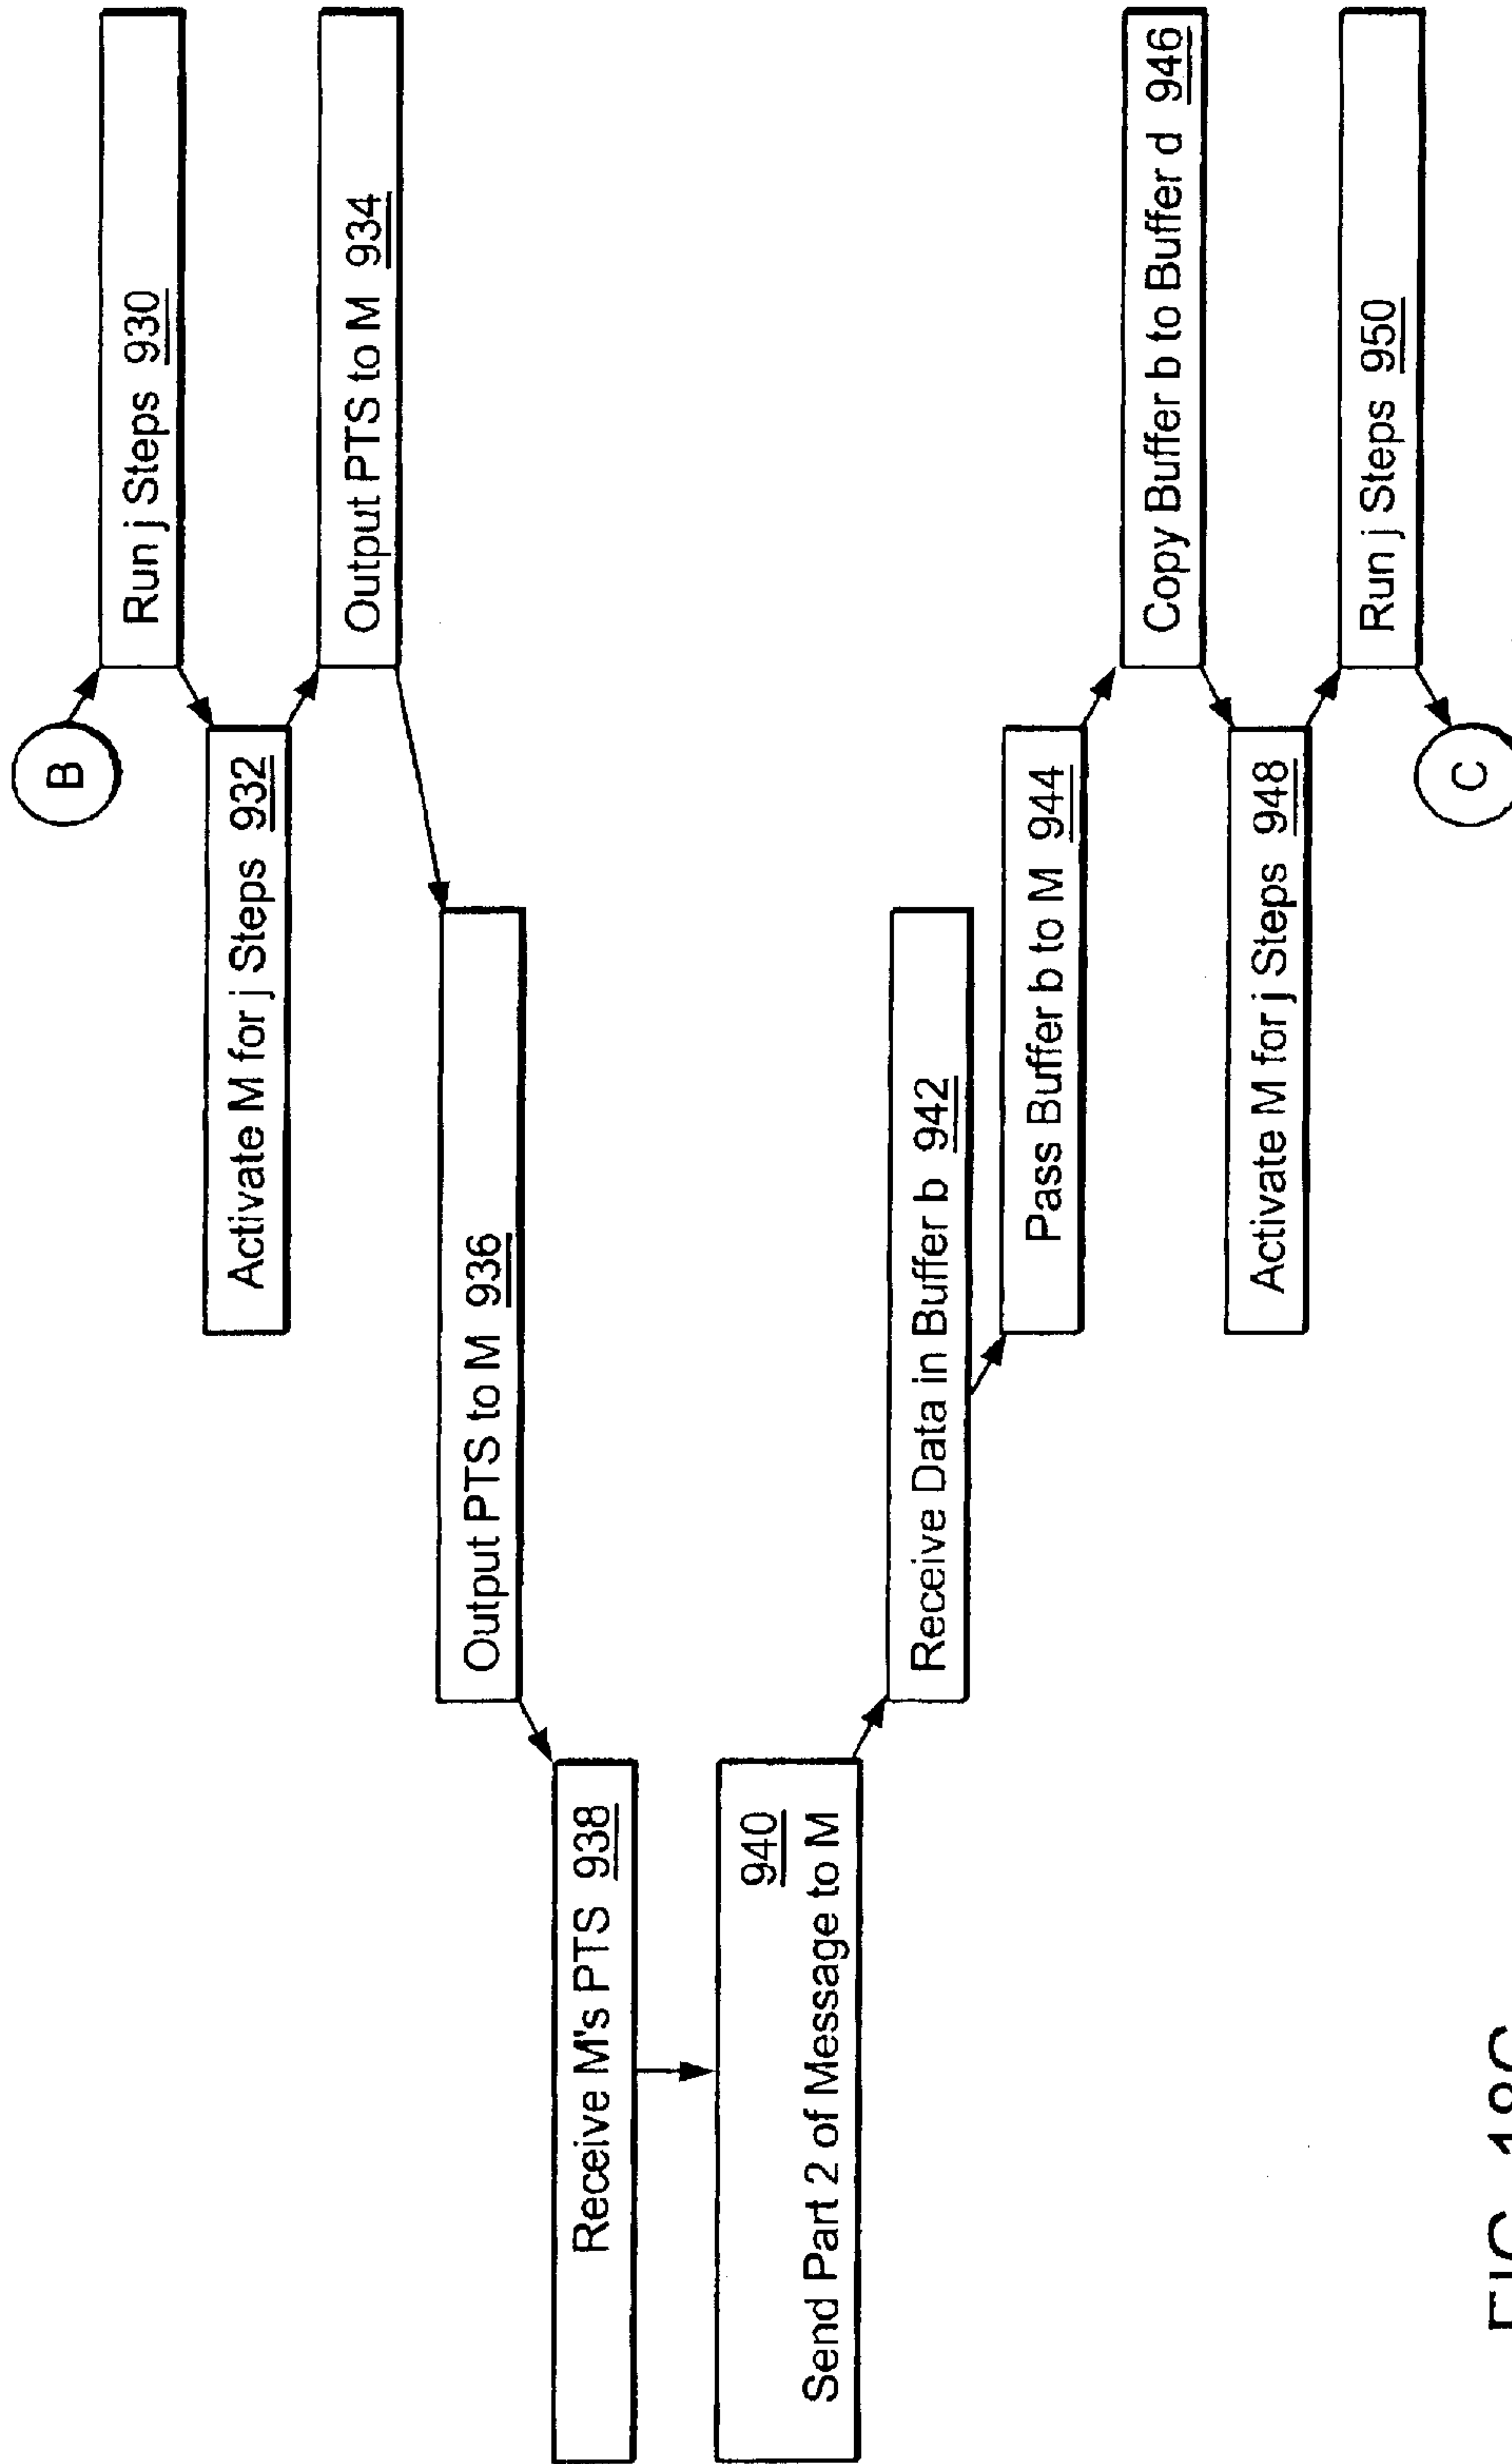 B
Run j Steps 930
Activate M for j Steps 932
Output PTS to M 934
Output PTS to M 936
Receive M's PTS 938
940
Send Part 2 of Message to M
Receive Data in Buffer b 942
Pass Buffer b to M 944
Copy Buffer b to Buffer d 946
Activate M for j Steps 948
Run j Steps 950
C
FIG. 18C